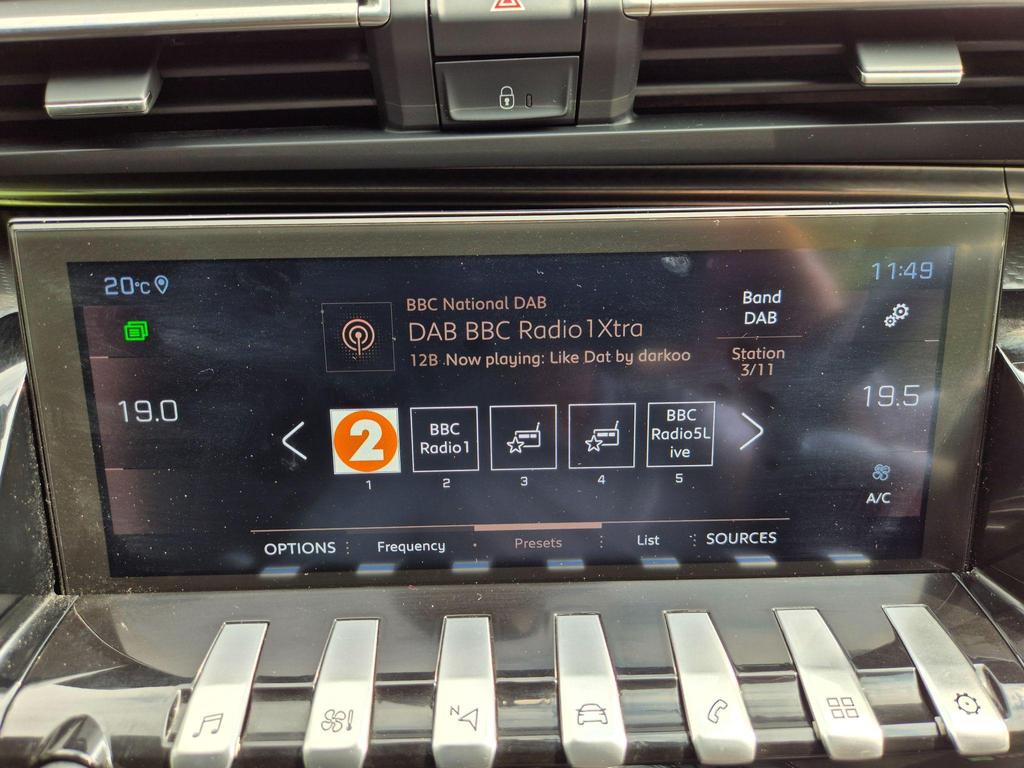 20°C
11:49
BBC National DAB
DAB BBC Radio1Xtra
12B Now playing: Like Dat by darkoo
Band
DAB
Station
3/11
19.0
19.5
2
BBC
Radio1
BBC
Radio5L
ive
1
2
3
4
5
A/C
OPTIONS
Frequency
Presets
List
SOURCES
N